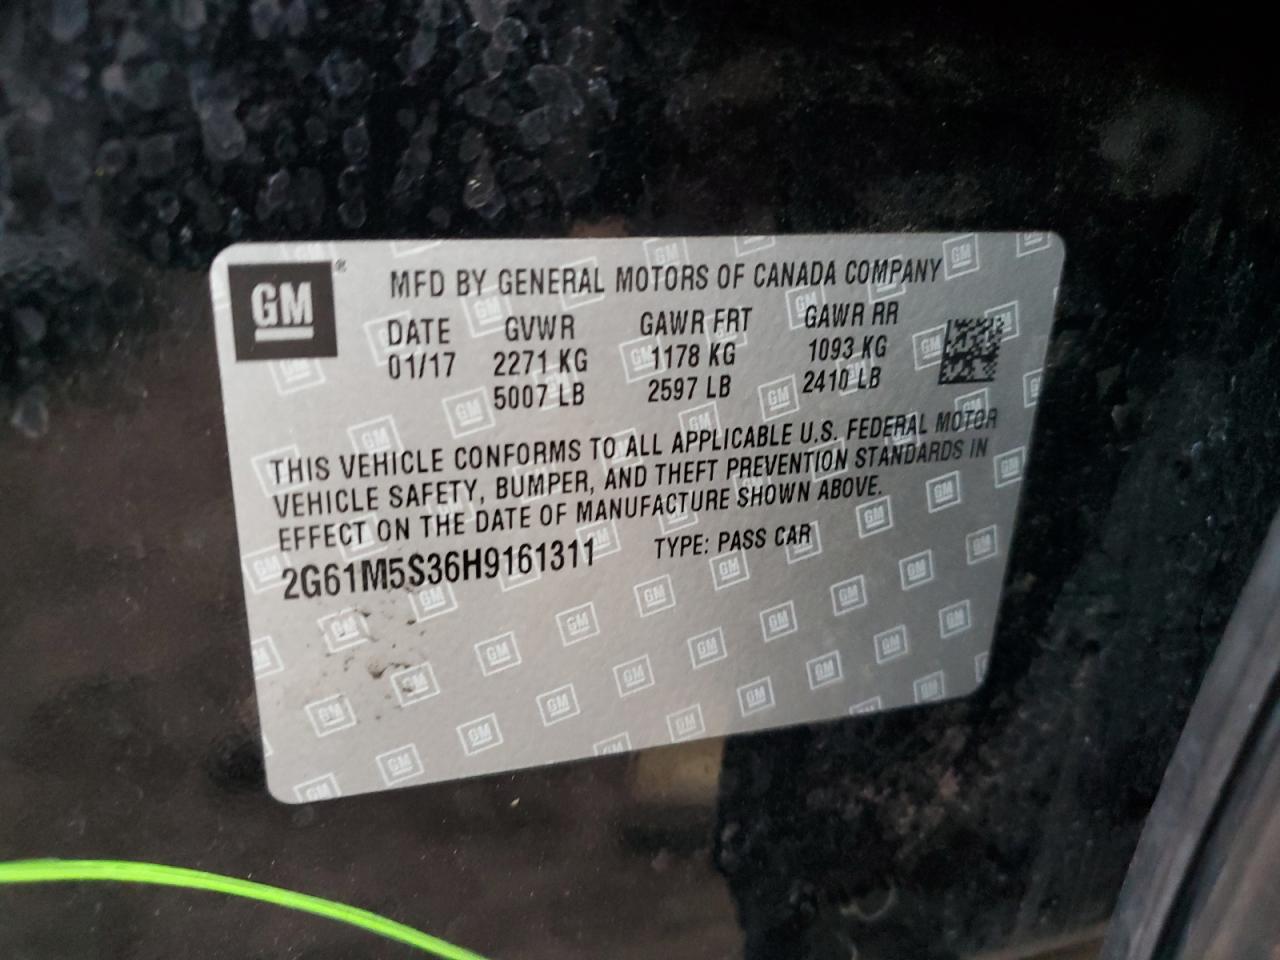 GM ®
MFD BY GENERAL MOTORS OF CANADA COMPANY
DATE GVWR GAWR FRT GAWR RR
01/17 2271 KG 1178 KG 1093 KG
5007 LB 2597 LB 2410 LB
THIS VEHICLE CONFORMS TO ALL APPLICABLE U.S. FEDERAL MOTOR
VEHICLE SAFETY, BUMPER, AND THEFT PREVENTION STANDARDS IN
EFFECT ON THE DATE OF MANUFACTURE SHOWN ABOVE.
2G61M5S36H9161311 TYPE: PASS CAR